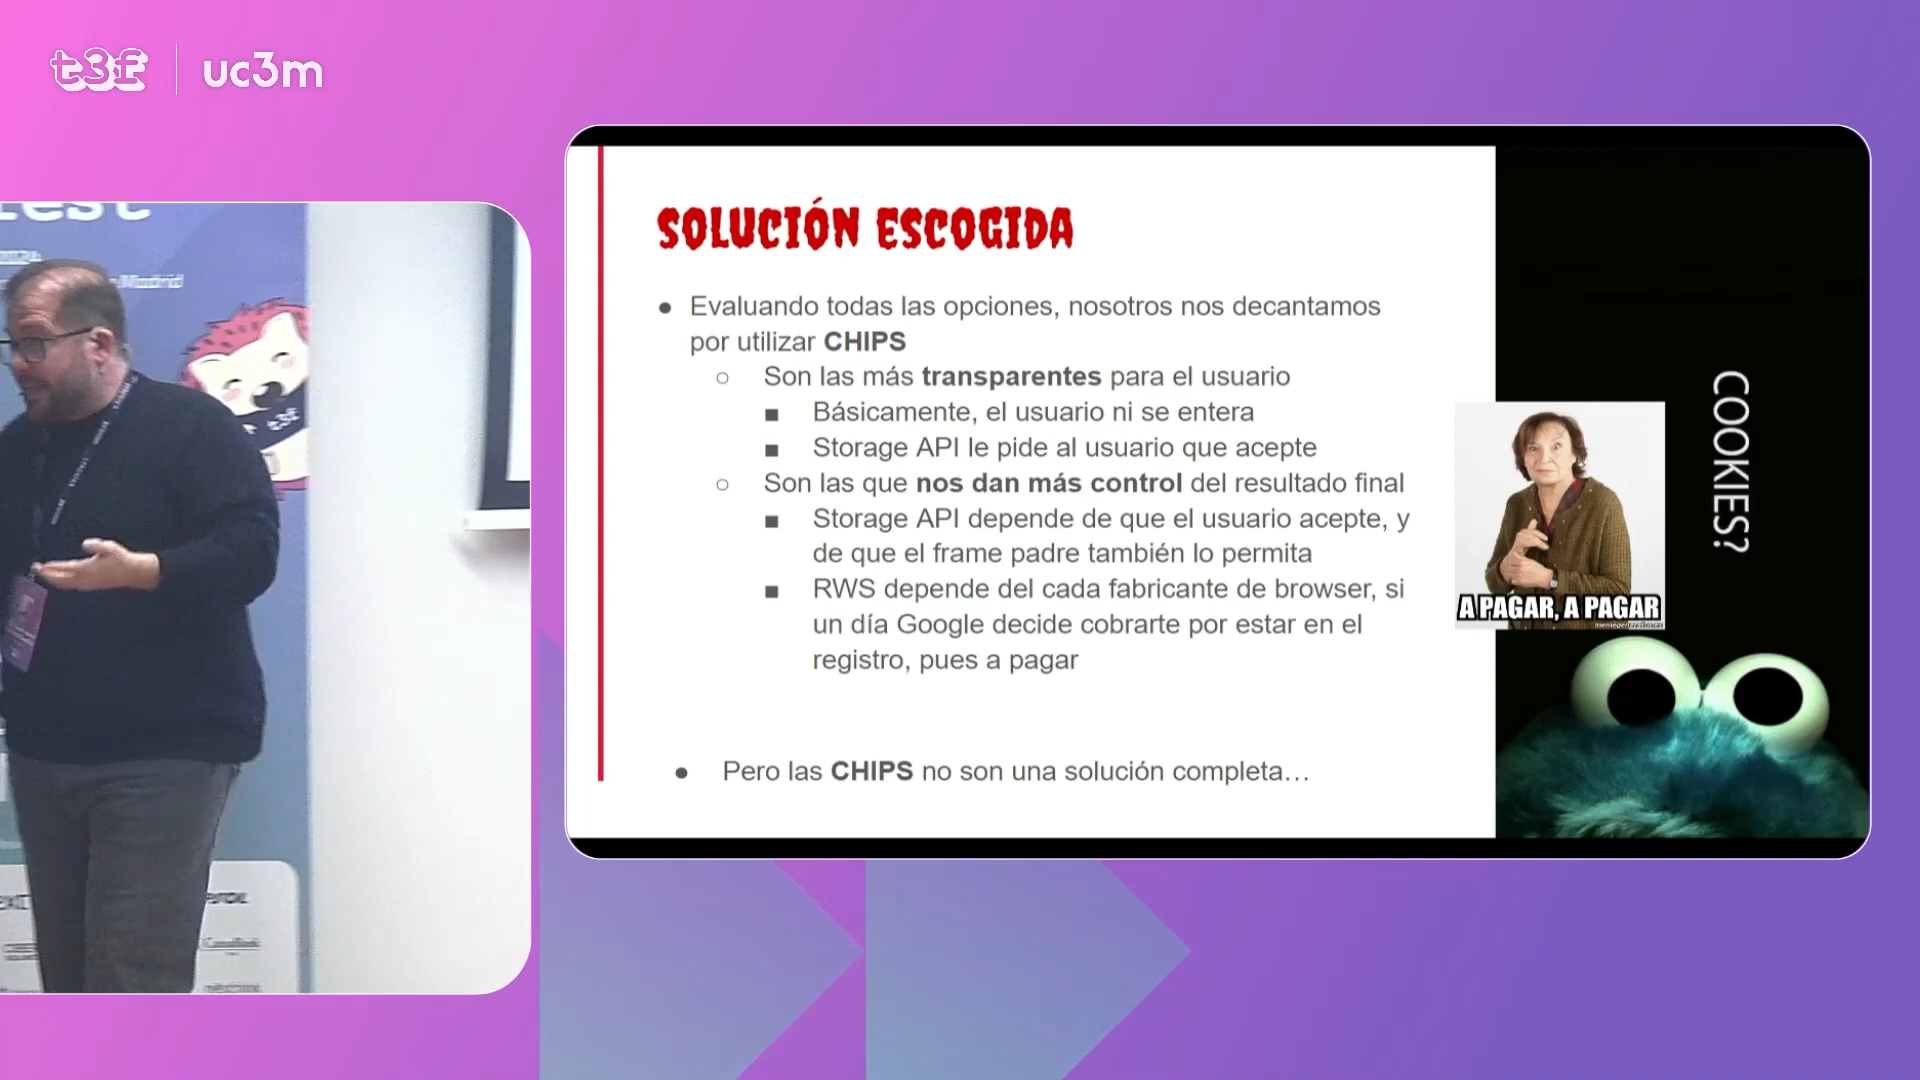 t3f
uc3m
Madrid
t3f
SOLUCIÓN ESCOGIDA
● Evaluando todas las opciones, nosotros nos decantamos
por utilizar CHIPS
○ Son las más transparentes para el usuario
■ Básicamente, el usuario ni se entera
■ Storage API le pide al usuario que acepte
○ Son las que nos dan más control del resultado final
■ Storage API depende de que el usuario acepte, y
de que el frame padre también lo permita
■ RWS depende del cada fabricante de browser, si
un día Google decide cobrarte por estar en el
registro, pues a pagar
● Pero las CHIPS no son una solución completa...
A PAGAR, A PAGAR
COOKIES?